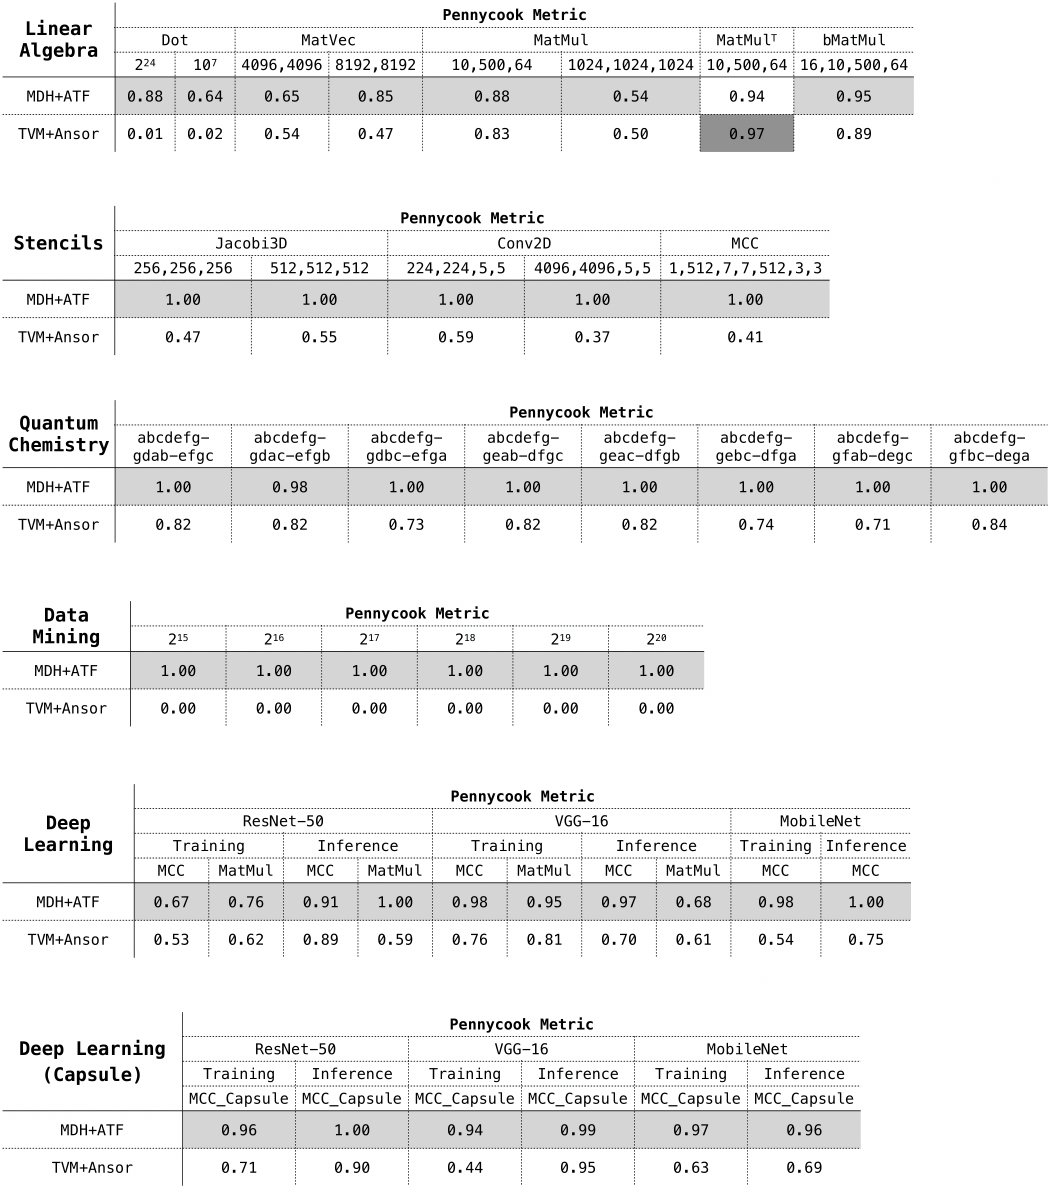 Linear Algebra Pennycook Metric
Dot MatVec MatMul MatMulᵀ bMatMul
2²⁴ 10⁷ 4096,4096 8192,8192 10,500,64 1024,1024,1024 10,500,64 16,10,500,64
MDH+ATF 0.88 0.64 0.65 0.85 0.88 0.54 0.94 0.95
TVM+Ansor 0.01 0.02 0.54 0.47 0.83 0.50 0.97 0.89
Stencils Pennycook Metric
Jacobi3D Conv2D MCC
256,256,256 512,512,512 224,224,5,5 4096,4096,5,5 1,512,7,7,512,3,3
MDH+ATF 1.00 1.00 1.00 1.00 1.00
TVM+Ansor 0.47 0.55 0.59 0.37 0.41
Quantum Chemistry Pennycook Metric
abcdefg- abcdefg- abcdefg- abcdefg- abcdefg- abcdefg- abcdefg- abcdefg-
gdab-efgc gdac-efgb gdbc-efga geab-dfgc geac-dfgb gebc-dfga gfab-degc gfbc-dega
MDH+ATF 1.00 0.98 1.00 1.00 1.00 1.00 1.00 1.00
TVM+Ansor 0.82 0.82 0.73 0.82 0.82 0.74 0.71 0.84
Data Mining Pennycook Metric
2¹⁵ 2¹⁶ 2¹⁷ 2¹⁸ 2¹⁹ 2²⁰
MDH+ATF 1.00 1.00 1.00 1.00 1.00 1.00
TVM+Ansor 0.00 0.00 0.00 0.00 0.00 0.00
Deep Learning Pennycook Metric
ResNet-50 VGG-16 MobileNet
Training Inference Training Inference Training Inference
MCC MatMul MCC MatMul MCC MatMul MCC MatMul MCC MCC
MDH+ATF 0.67 0.76 0.91 1.00 0.98 0.95 0.97 0.68 0.98 1.00
TVM+Ansor 0.53 0.62 0.89 0.59 0.76 0.81 0.70 0.61 0.54 0.75
Deep Learning (Capsule) Pennycook Metric
ResNet-50 VGG-16 MobileNet
Training Inference Training Inference Training Inference
MCC_Capsule MCC_Capsule MCC_Capsule MCC_Capsule MCC_Capsule MCC_Capsule
MDH+ATF 0.96 1.00 0.94 0.99 0.97 0.96
TVM+Ansor 0.71 0.90 0.44 0.95 0.63 0.69